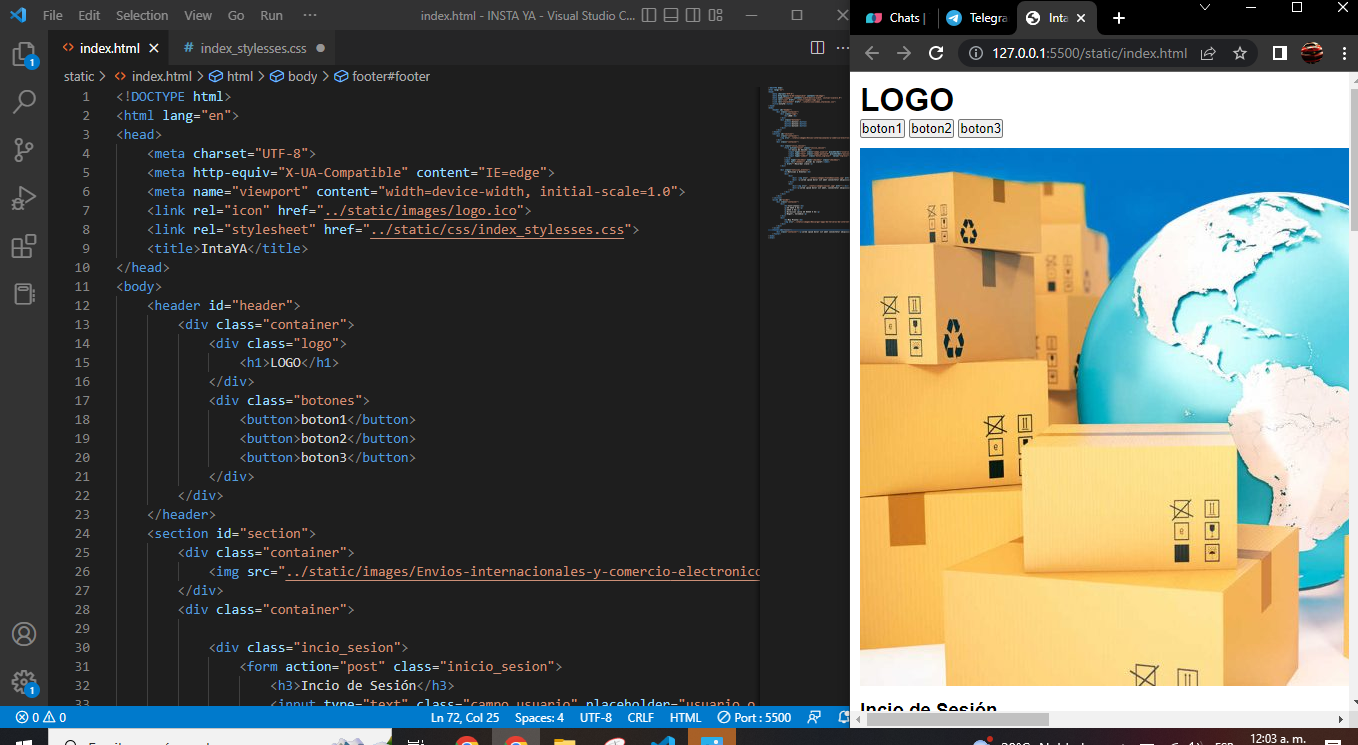 File Edit Selection View Go Run ··· index.html - INSTA YA - Visual Studio C...
index.html # index_stylesses.css
static > index.html > html > body > footer#footer
1 <!DOCTYPE html>
2 <html lang="en">
3 <head>
4 <meta charset="UTF-8">
5 <meta http-equiv="X-UA-Compatible" content="IE=edge">
6 <meta name="viewport" content="width=device-width, initial-scale=1.0">
7 <link rel="icon" href="../static/images/logo.ico">
8 <link rel="stylesheet" href="../static/css/index_stylesses.css">
9 <title>IntaYA</title>
10 </head>
11 <body>
12 <header id="header">
13 <div class="container">
14 <div class="logo">
15 <h1>LOGO</h1>
16 </div>
17 <div class="botones">
18 <button>boton1</button>
19 <button>boton2</button>
20 <button>boton3</button>
21 </div>
22 </div>
23 </header>
24 <section id="section">
25 <div class="container">
26 <img src="../static/images/Envios-internacionales-y-comercio-electronico
27 </div>
28 <div class="container">
29
30 <div class="incio_sesion">
31 <form action="post" class="inicio_sesion">
32 <h3>Incio de Sesión</h3>
33 <input type="text" class="campo_usuario" placeholder="usuario o
1
1
0 0 Ln 72, Col 25 Spaces: 4 UTF-8 CRLF HTML Port : 5500
Chats | Telegra Inta
127.0.0.1:5500/static/index.html
LOGO
boton1 boton2 boton3
Incio de Sesión
12:03 a. m.